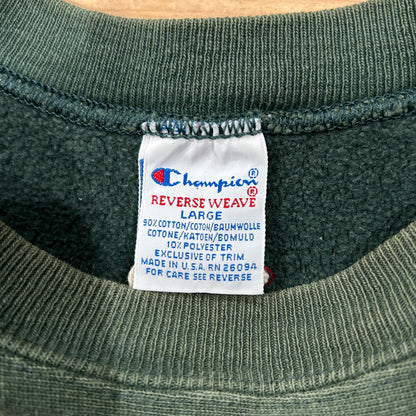 Champion®
REVERSE WEAVE®
LARGE
90% COTTON/COTON/BAUMWOLLE
COTONE/KATOEN/BOMULO
10% POLYESTER
EXCLUSIVE OF TRIM
MADE IN U.S.A. RN 26094
FOR CARE SEE REVERSE